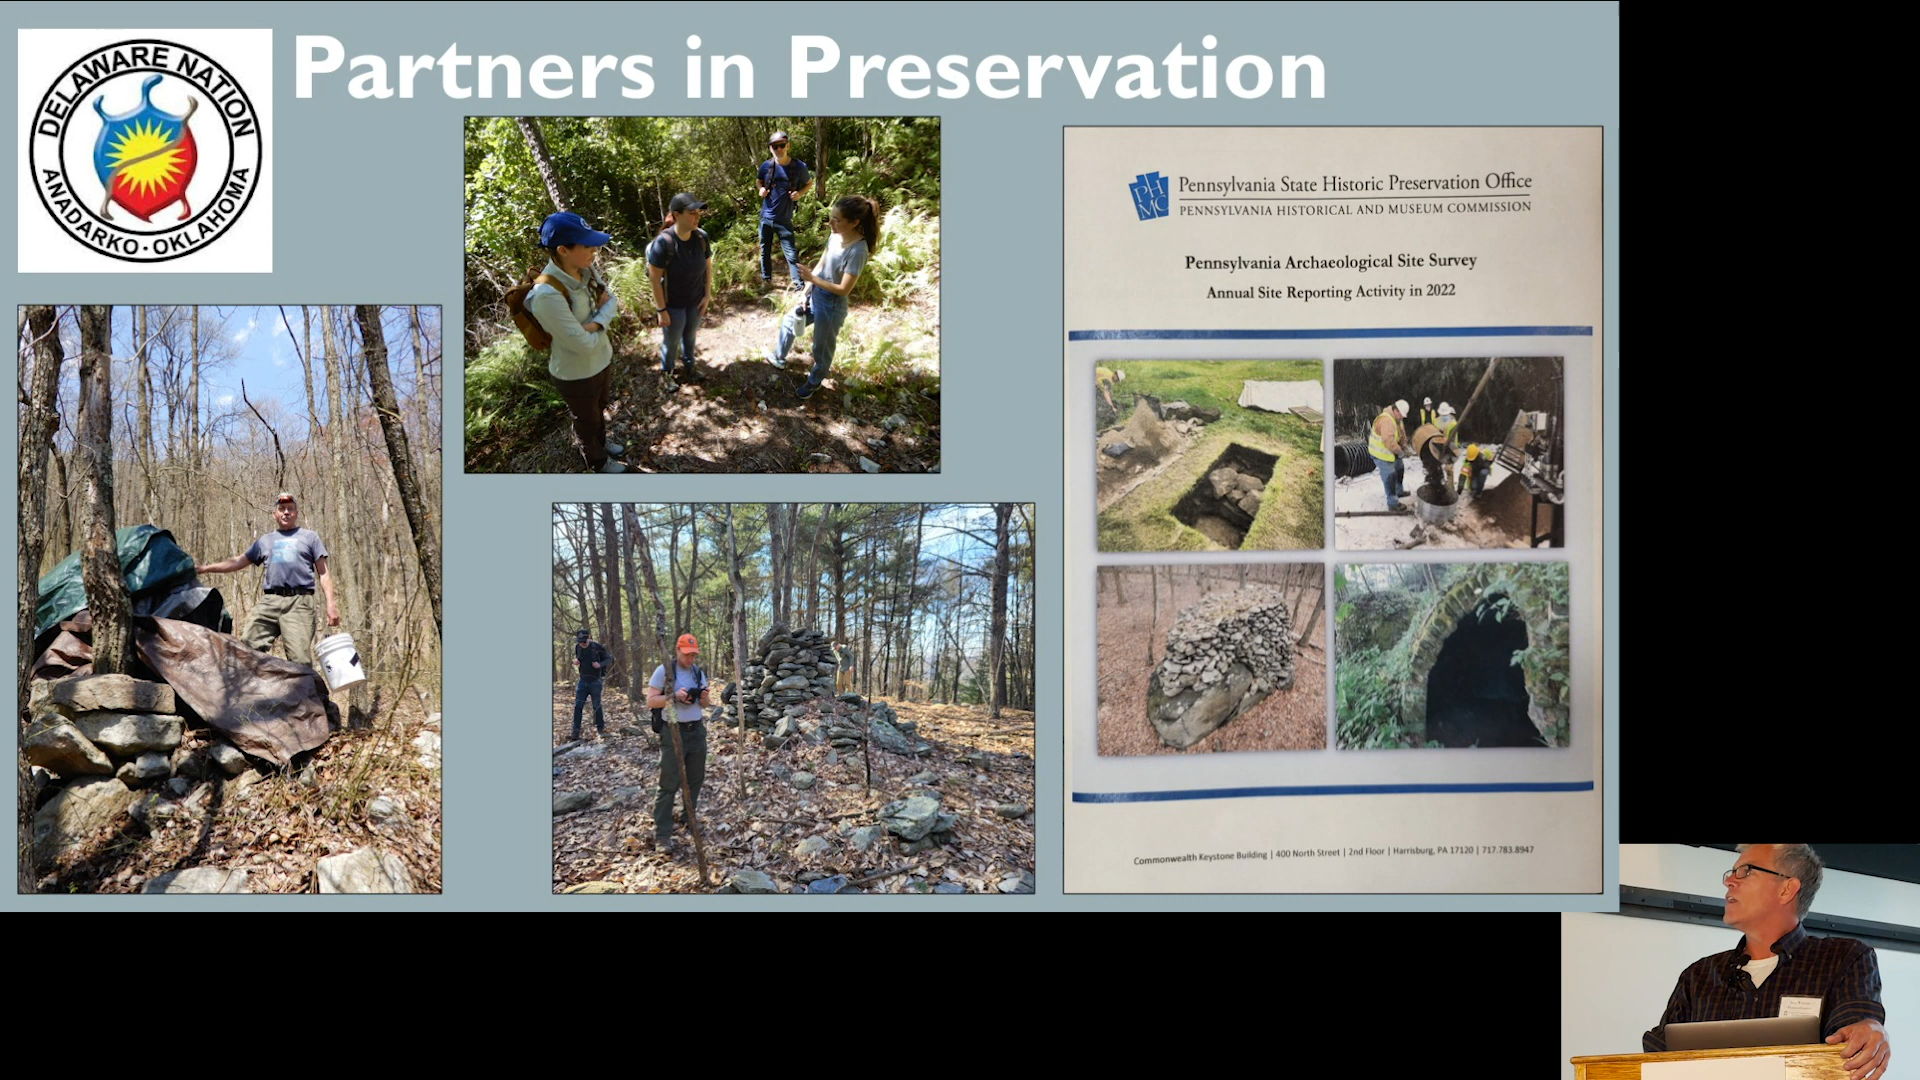 Partners in Preservation
DELAWARE NATION
ANADARKO · OKLAHOMA
PHMC
Pennsylvania State Historic Preservation Office
PENNSYLVANIA HISTORICAL AND MUSEUM COMMISSION
Pennsylvania Archaeological Site Survey
Annual Site Reporting Activity in 2022
Commonwealth Keystone Building | 400 North Street | 2nd Floor | Harrisburg, PA 17120 | 717.783.8947